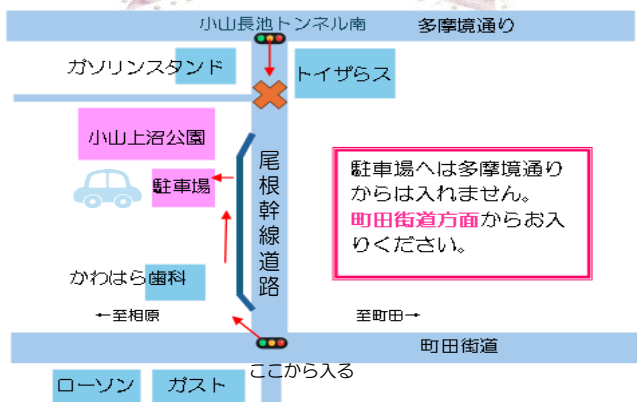 小山長池トンネル南
多摩境通り
ガソリンスタンド
トイザらス
小山上沼公園
駐車場
尾根幹線道路
駐車場へは多摩境通り
からは入れません。
町田街道方面からお入
りください。
かわはら歯科
←至相原
至町田→
町田街道
ここから入る
ローソン
ガスト